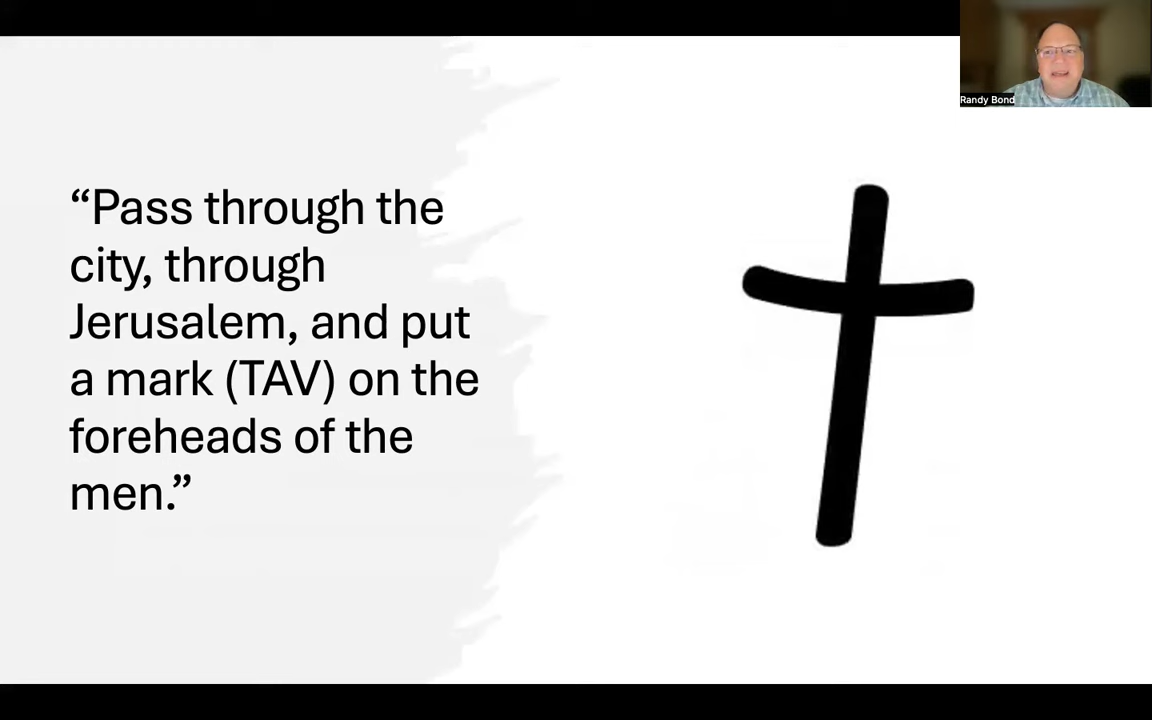 Randy Bond
“Pass through the
city, through
Jerusalem, and put
a mark (TAV) on the
foreheads of the
men.”